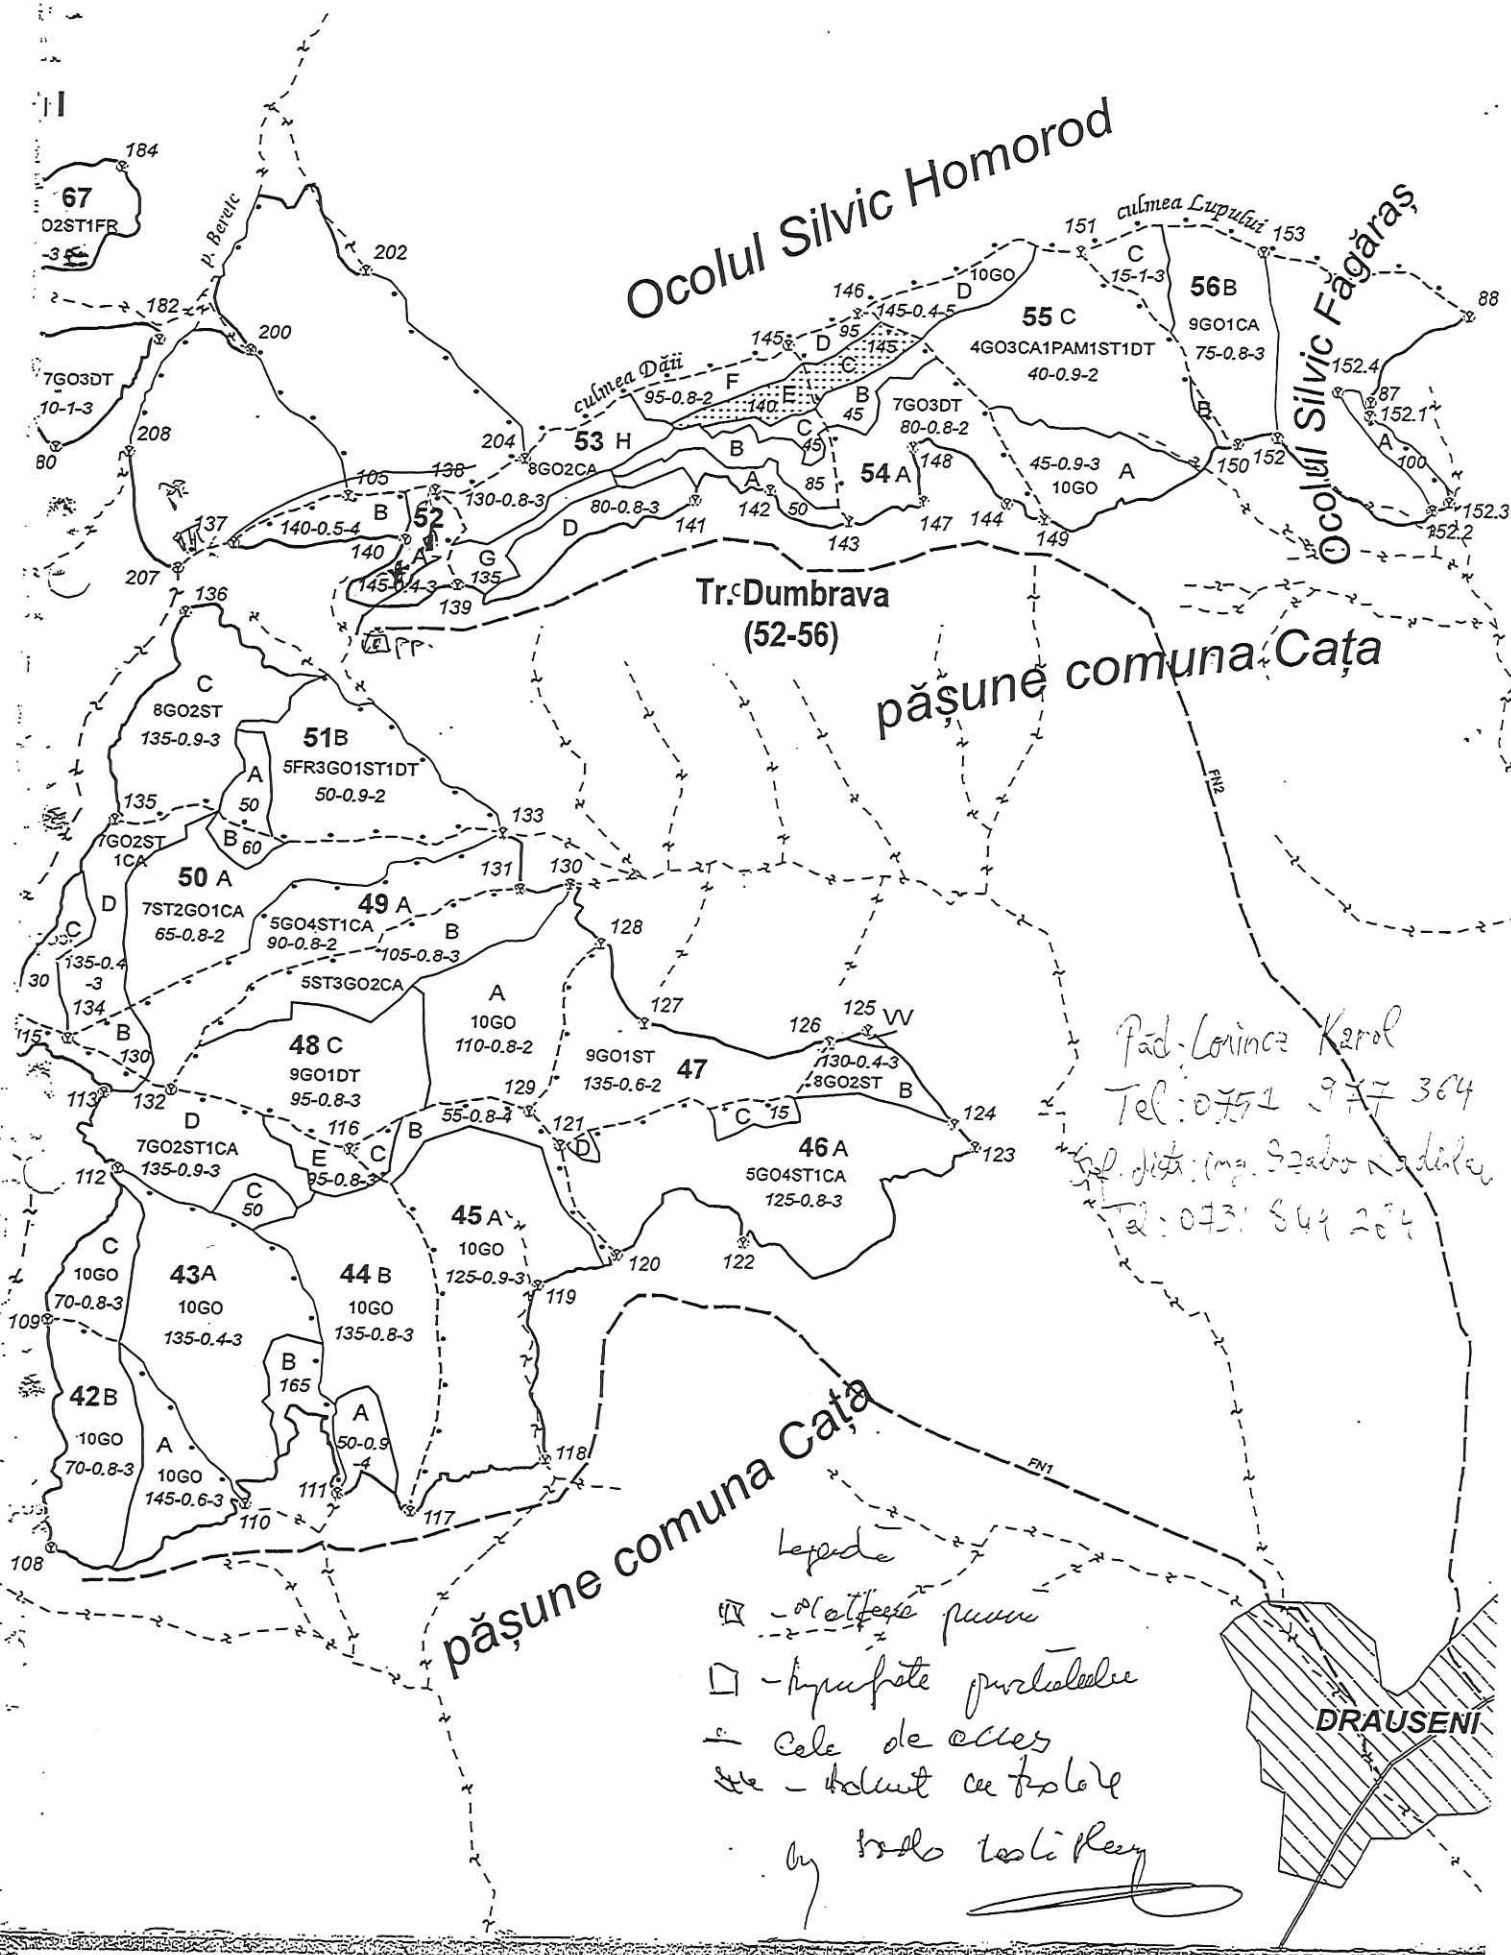 184
67
O2ST1FR
-3
p. Bereic
202
182
200
7GO3DT
10-1-3
80
208
207
137
105
138
204
B
140-0.5-4
52
140
A
145-0.4-3
139
130-0.8-3
Ocolul Silvic Homorod
culmea Dăii
culmea Lupului
Ocolul Silvic Făgăraș
53 H
8GO2CA
F
95-0.8-2
D
95
145
146
145-0.4-5
D
10GO
C
145
E
140
B
45
C
45
B
A
80-0.8-3
D
G
135
141
142
50
85
143
54 A
7GO3DT
80-0.8-2
148
147
144
149
55 C
4GO3CA1PAM1ST1DT
40-0.9-2
45-0.9-3
10GO
A
151
C
15-1-3
56B
9GO1CA
75-0.8-3
B
150
152
153
88
152.4
87
152.1
A
100
152.3
152.2
Tr. Dumbrava
(52-56)
PP.
pășune comuna Cața
FN2
136
C
8GO2ST
135-0.9-3
51B
5FR3GO1ST1DT
50-0.9-2
A
50
B 60
135
133
7GO2ST
1CA
50 A
7ST2GO1CA
65-0.8-2
D
C
30
135-0.4
-3
134
B
130
131
130
49 A
5GO4ST1CA
90-0.8-2
B
105-0.8-3
5ST3GO2CA
128
127
A
10GO
110-0.8-2
48 C
9GO1DT
95-0.8-3
9GO1ST
135-0.6-2
47
126
125
130-0.4-3
8GO2ST
B
124
123
C
15
46 A
5GO4ST1CA
125-0.8-3
113
132
D
7GO2ST1CA
135-0.9-3
112
116
E
95-0.8-3
C
B
55-0.8-4
129
121
D
C
50
122
120
119
45 A
10GO
125-0.9-3
C
10GO
70-0.8-3
109
43A
10GO
135-0.4-3
44 B
10GO
135-0.8-3
B
165
42B
10GO
70-0.8-3
A
10GO
145-0.6-3
A
50-0.9
-4
108
110
111
117
118
pășune comuna Cața
FN1
Păd. Lorincz Karol
Tel: 0751 977 364
ing. Szabo
Legendă
de acces
DRAUSENI